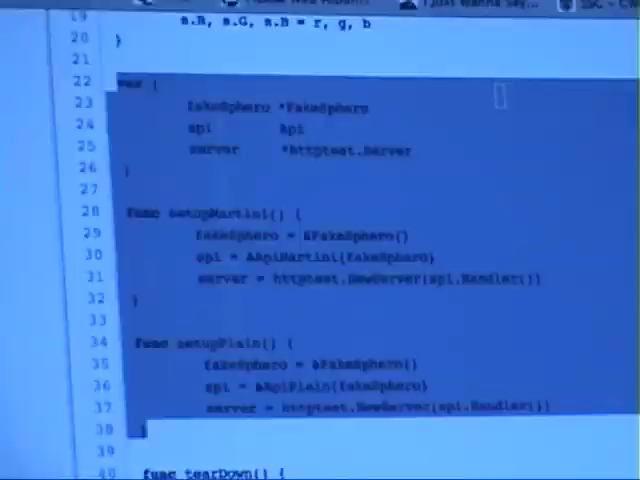 19 s.R, s.G, s.B = r, g, b
20 }
21
22 var (
23 fakeSphero *FakeSphero
24 api Api
25 server *httptest.Server
26 )
27
28 func setupMartini() {
29 fakeSphero = &FakeSphero{}
30 api = &ApiMartini{fakeSphero}
31 server = httptest.NewServer(api.Handler())
32 }
33
34 func setupPlain() {
35 fakeSphero = &FakeSphero{}
36 api = &ApiPlain{fakeSphero}
37 server = httptest.NewServer(api.Handler())
38 }
39
40 func tearDown() {